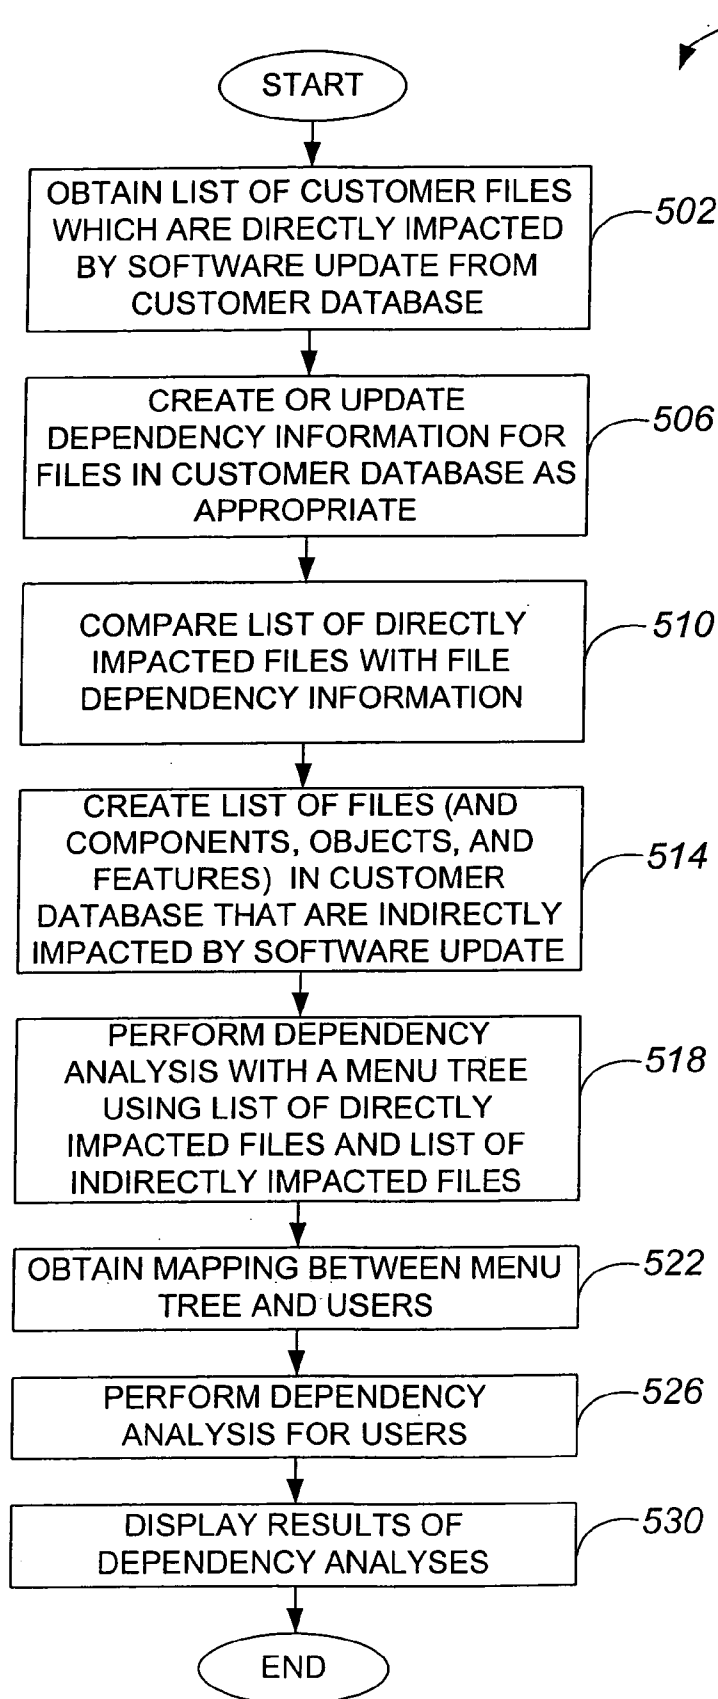 START
OBTAIN LIST OF CUSTOMER FILES
WHICH ARE DIRECTLY IMPACTED
BY SOFTWARE UPDATE FROM
CUSTOMER DATABASE
502
CREATE OR UPDATE
DEPENDENCY INFORMATION FOR
FILES IN CUSTOMER DATABASE AS
APPROPRIATE
506
COMPARE LIST OF DIRECTLY
IMPACTED FILES WITH FILE
DEPENDENCY INFORMATION
510
CREATE LIST OF FILES (AND
COMPONENTS, OBJECTS, AND
FEATURES) IN CUSTOMER
DATABASE THAT ARE INDIRECTLY
IMPACTED BY SOFTWARE UPDATE
514
PERFORM DEPENDENCY
ANALYSIS WITH A MENU TREE
USING LIST OF DIRECTLY
IMPACTED FILES AND LIST OF
INDIRECTLY IMPACTED FILES
518
OBTAIN MAPPING BETWEEN MENU
TREE AND USERS
522
PERFORM DEPENDENCY
ANALYSIS FOR USERS
526
DISPLAY RESULTS OF
DEPENDENCY ANALYSES
530
END